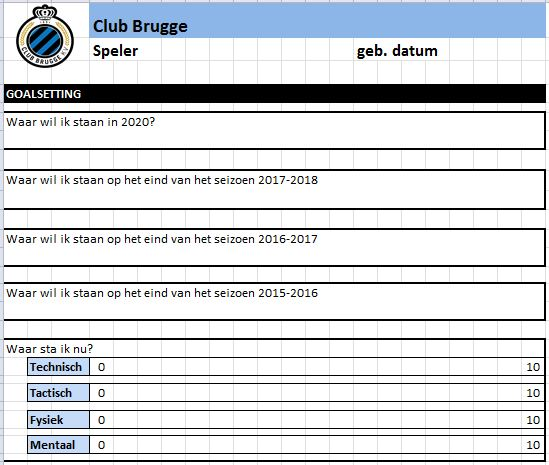 CLUB BRUGGE K.V.
Club Brugge
Speler geb. datum
GOALSETTING
Waar wil ik staan in 2020?
Waar wil ik staan op het eind van het seizoen 2017-2018
Waar wil ik staan op het eind van het seizoen 2016-2017
Waar wil ik staan op het eind van het seizoen 2015-2016
Waar sta ik nu?
Technisch 0 10
Tactisch 0 10
Fysiek 0 10
Mentaal 0 10